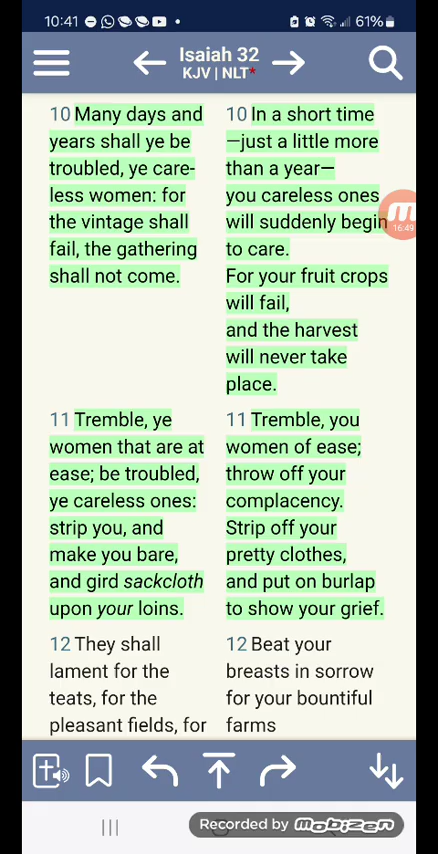 10:41
61%
Isaiah 32
KJV | NLT*
10 Many days and
years shall ye be
troubled, ye care-
less women: for
the vintage shall
fail, the gathering
shall not come.
10 In a short time
—just a little more
than a year—
you careless ones
will suddenly begin
to care.
For your fruit crops
will fail,
and the harvest
will never take
place.
16:49
11 Tremble, ye
women that are at
ease; be troubled,
ye careless ones:
strip you, and
make you bare,
and gird sackcloth
upon your loins.
11 Tremble, you
women of ease;
throw off your
complacency.
Strip off your
pretty clothes,
and put on burlap
to show your grief.
12 They shall
lament for the
teats, for the
pleasant fields, for
12 Beat your
breasts in sorrow
for your bountiful
farms
Recorded by mobizen